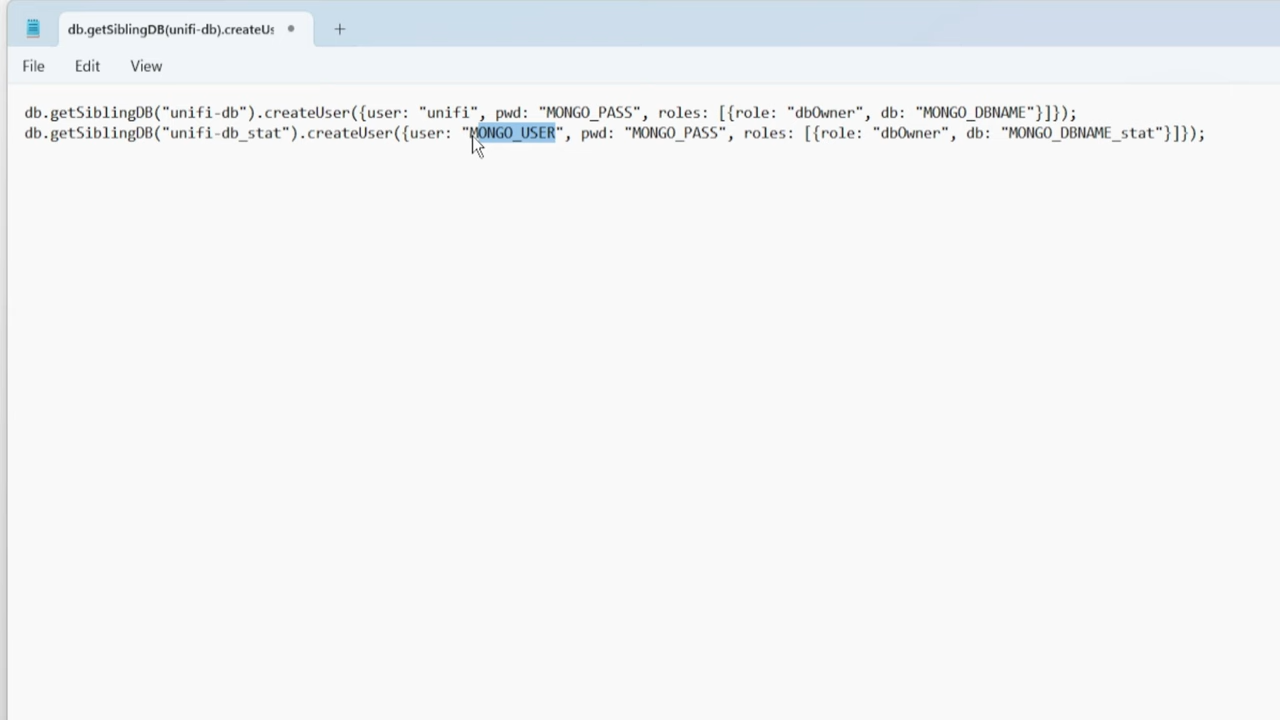 db.getSiblingDB(unifi-db).createUs
File Edit View
db.getSiblingDB("unifi-db").createUser({user: "unifi", pwd: "MONGO_PASS", roles: [{role: "dbOwner", db: "MONGO_DBNAME"}]});
db.getSiblingDB("unifi-db_stat").createUser({user: "MONGO_USER", pwd: "MONGO_PASS", roles: [{role: "dbOwner", db: "MONGO_DBNAME_stat"}]});